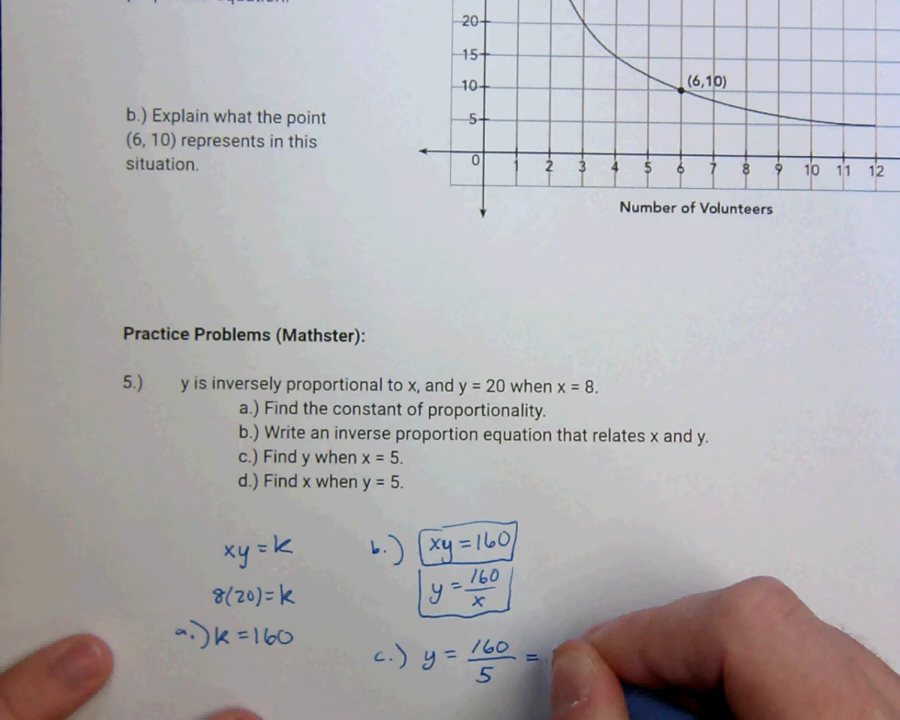 20
15
10
(6,10)
5
b.) Explain what the point
(6, 10) represents in this
situation.
0 1 2 3 4 5 6 7 8 9 10 11 12
Number of Volunteers
Practice Problems (Mathster):
5.) y is inversely proportional to x, and y = 20 when x = 8.
a.) Find the constant of proportionality.
b.) Write an inverse proportion equation that relates x and y.
c.) Find y when x = 5.
d.) Find x when y = 5.
xy = k
8(20) = k
a.) k = 160
b.) xy = 160
y = 160/x
c.) y = 160/5 =